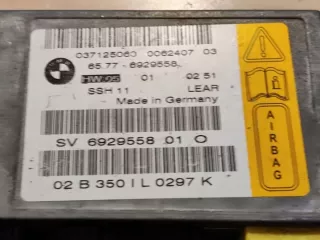 037125060 0062407 03
65.77-6929558
HW 05 01 02 51
SSH 11 LEAR
Made in Germany
SV 6929558 01 O
02 B 350 I L 0297 K
AIRBAG